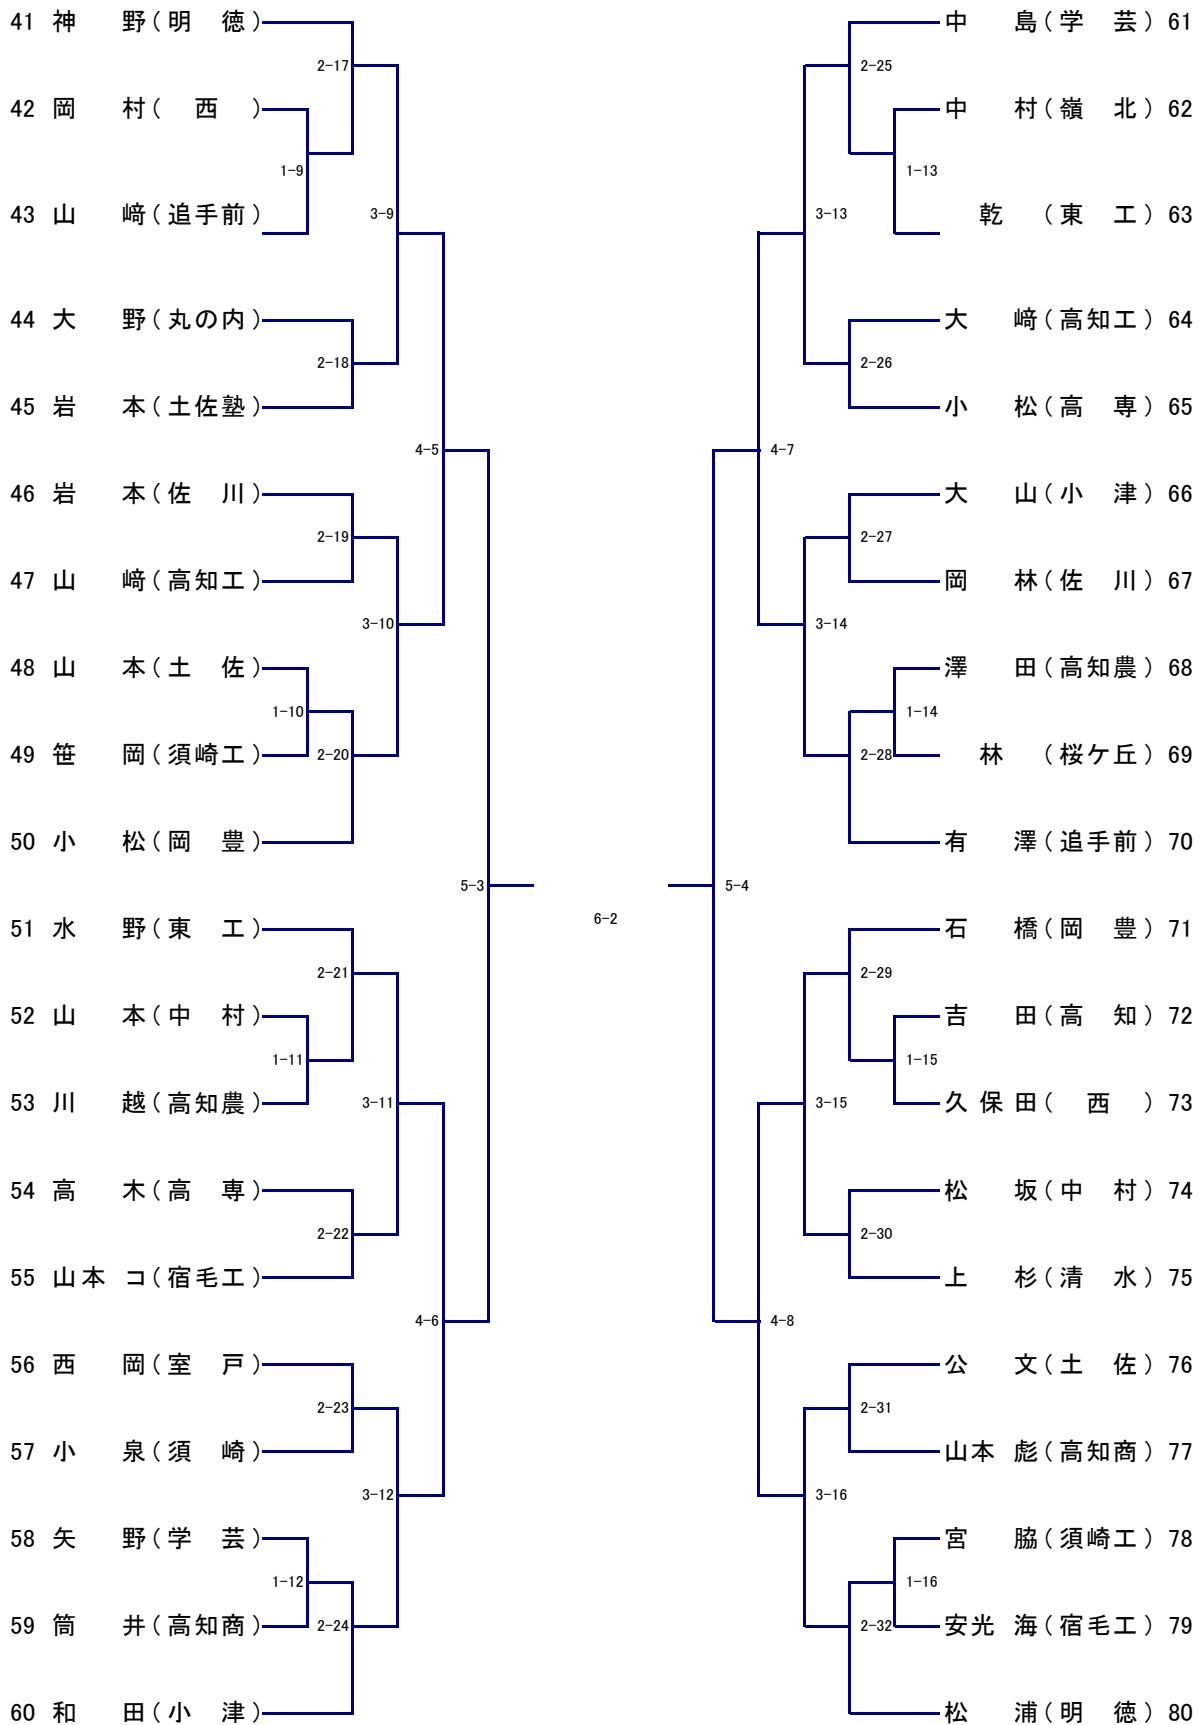 41 神 野(明 徳)
2-17
42 岡 村( 西 )
1-9
43 山 﨑(追手前)
3-9
44 大 野(丸の内)
2-18
45 岩 本(土佐塾)
4-5
46 岩 本(佐 川)
2-19
47 山 﨑(高知工)
3-10
48 山 本(土 佐)
1-10
49 笹 岡(須崎工)
2-20
50 小 松(岡 豊)
5-3
51 水 野(東 工)
2-21
52 山 本(中 村)
1-11
53 川 越(高知農)
3-11
54 高 木(高 専)
2-22
55 山本 コ(宿毛工)
4-6
56 西 岡(室 戸)
2-23
57 小 泉(須 崎)
3-12
58 矢 野(学 芸)
1-12
59 筒 井(高知商)
2-24
60 和 田(小 津)
6-2
中 島(学 芸) 61
2-25
中 村(嶺 北) 62
1-13
乾 (東 工) 63
3-13
大 﨑(高知工) 64
2-26
小 松(高 専) 65
4-7
大 山(小 津) 66
2-27
岡 林(佐 川) 67
3-14
澤 田(高知農) 68
1-14
林 (桜ケ丘) 69
2-28
有 澤(追手前) 70
5-4
石 橋(岡 豊) 71
2-29
吉 田(高 知) 72
1-15
久 保 田( 西 ) 73
3-15
松 坂(中 村) 74
2-30
上 杉(清 水) 75
4-8
公 文(土 佐) 76
2-31
山本 彪(高知商) 77
3-16
宮 脇(須崎工) 78
1-16
安光 海(宿毛工) 79
2-32
松 浦(明 徳) 80